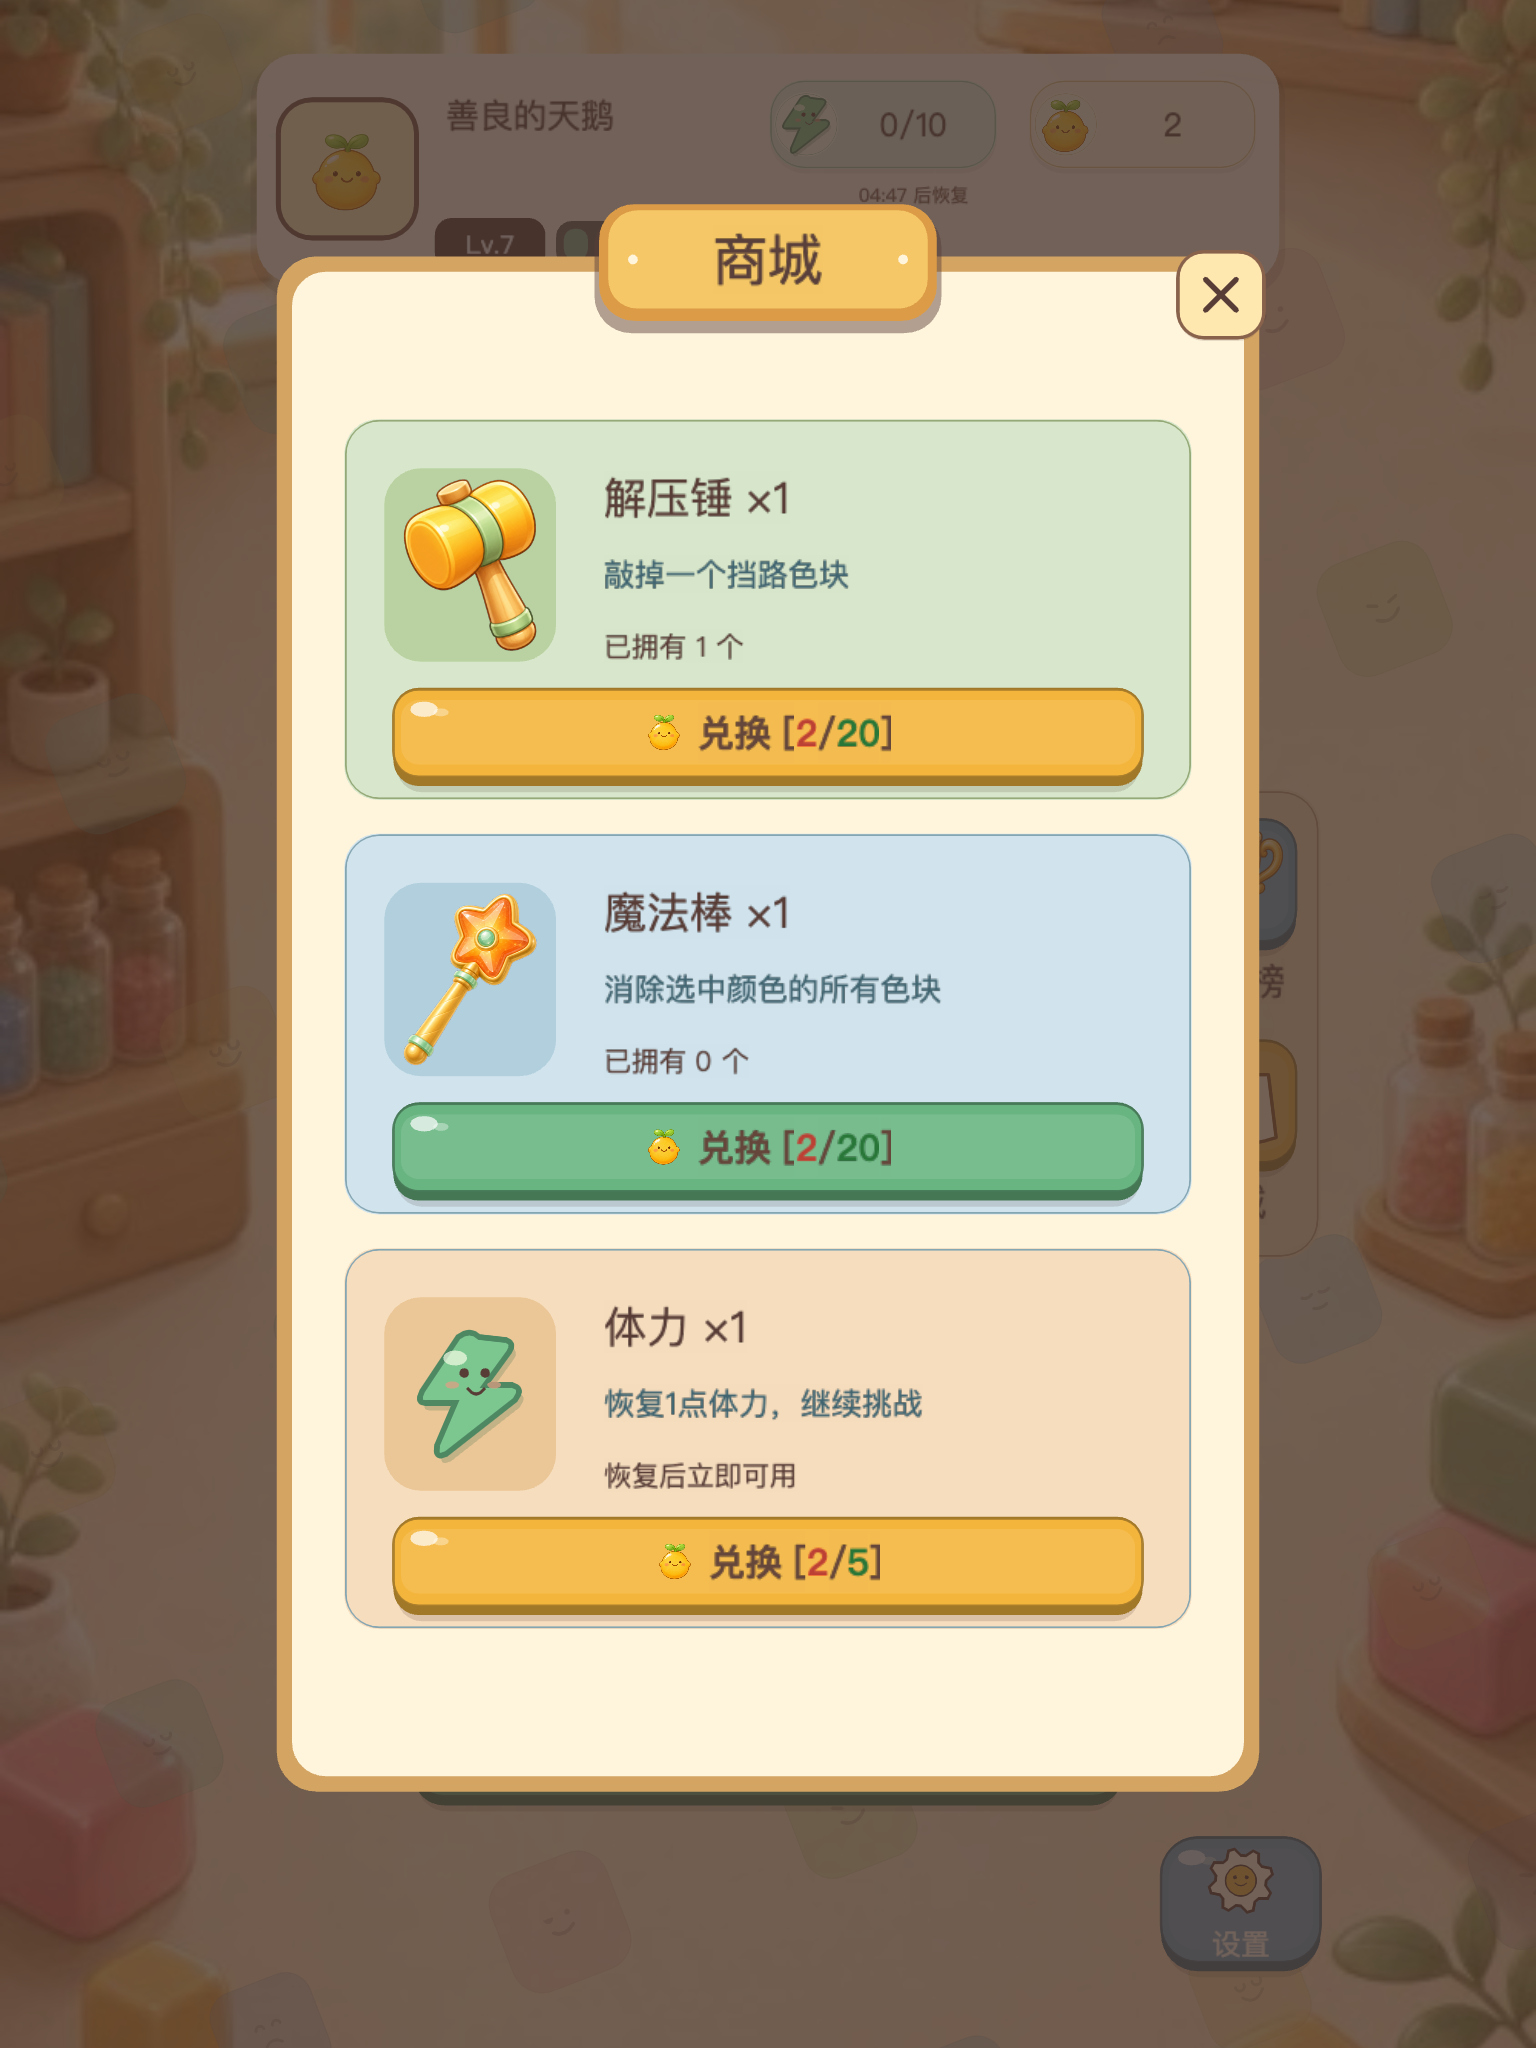 善良的天鹅
0/10
2
04:47 后恢复
Lv.7
商城
解压锤 ×1
敲掉一个挡路色块
已拥有 1 个
兑换 [2/20]
魔法棒 ×1
消除选中颜色的所有色块
已拥有 0 个
兑换 [2/20]
体力 ×1
恢复1点体力，继续挑战
恢复后立即可用
兑换 [2/5]
榜
设置